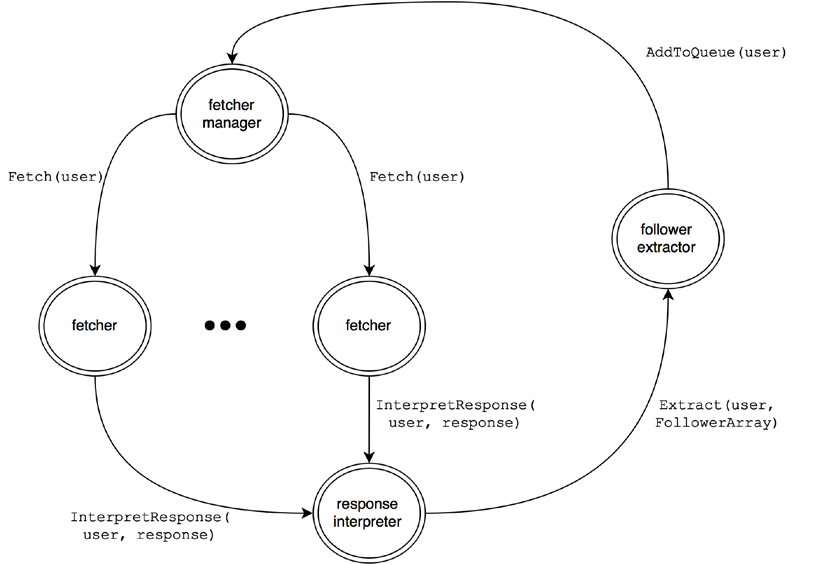 AddToQueue(user)
fetcher
manager
Fetch(user)
Fetch(user)
follower
extractor
fetcher
fetcher
InterpretResponse(
user, response)
Extract(user,
FollowerArray)
response
interpreter
InterpretResponse(
user, response)